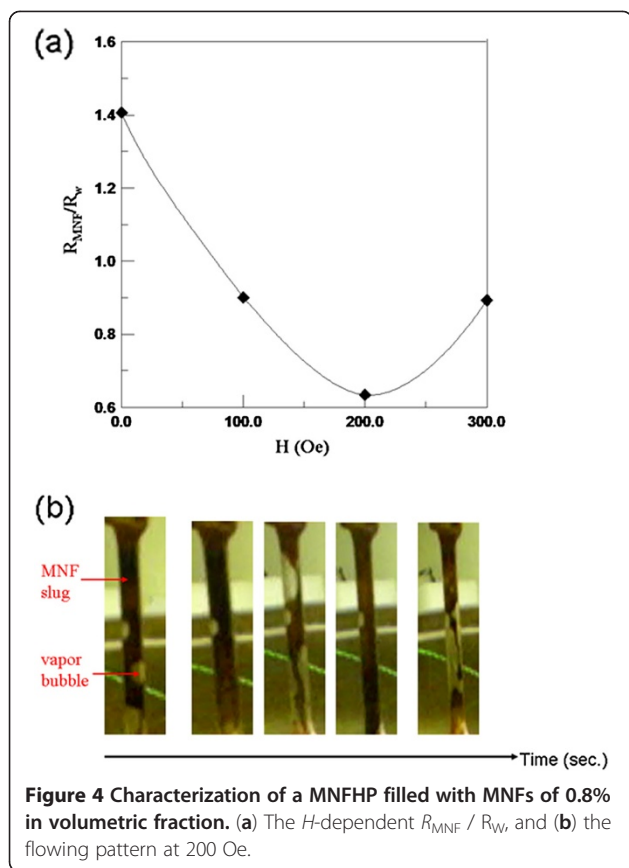 (a)
1.6
1.4
1.2
1.0
0.8
0.6
R_MNF/R_w
0.0
100.0
200.0
300.0
H (Oe)
(b)
MNF
slug
vapor
bubble
Time (sec.)
Figure 4 Characterization of a MNFHP filled with MNFs of 0.8%
in volumetric fraction. (a) The H-dependent R_MNF / R_W, and (b) the
flowing pattern at 200 Oe.